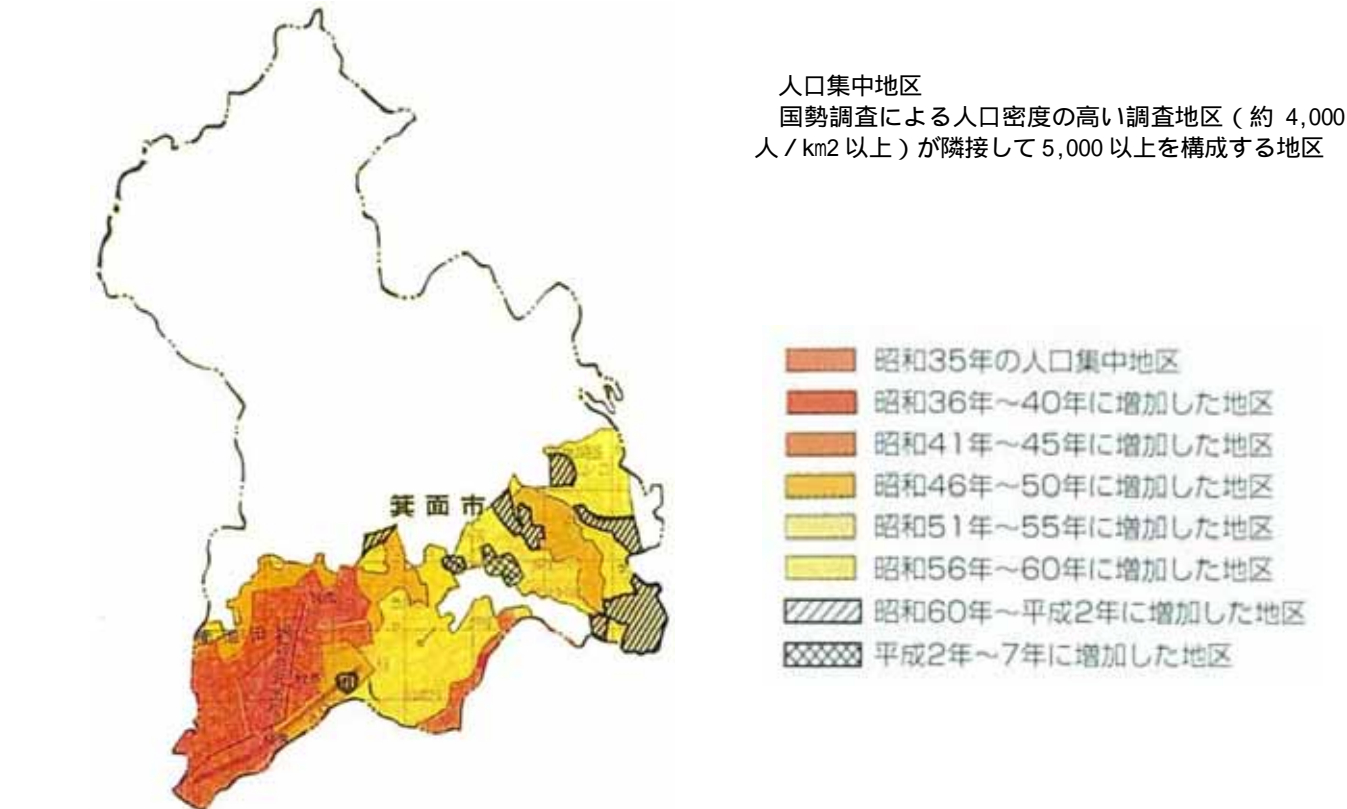 人口集中地区
国勢調査による人口密度の高い調査地区（約 4,000
人／km2 以上）が隣接して 5,000 以上を構成する地区
昭和35年の人口集中地区
昭和36年～40年に増加した地区
昭和41年～45年に増加した地区
昭和46年～50年に増加した地区
昭和51年～55年に増加した地区
昭和56年～60年に増加した地区
昭和60年～平成2年に増加した地区
平成2年～7年に増加した地区
箕面市